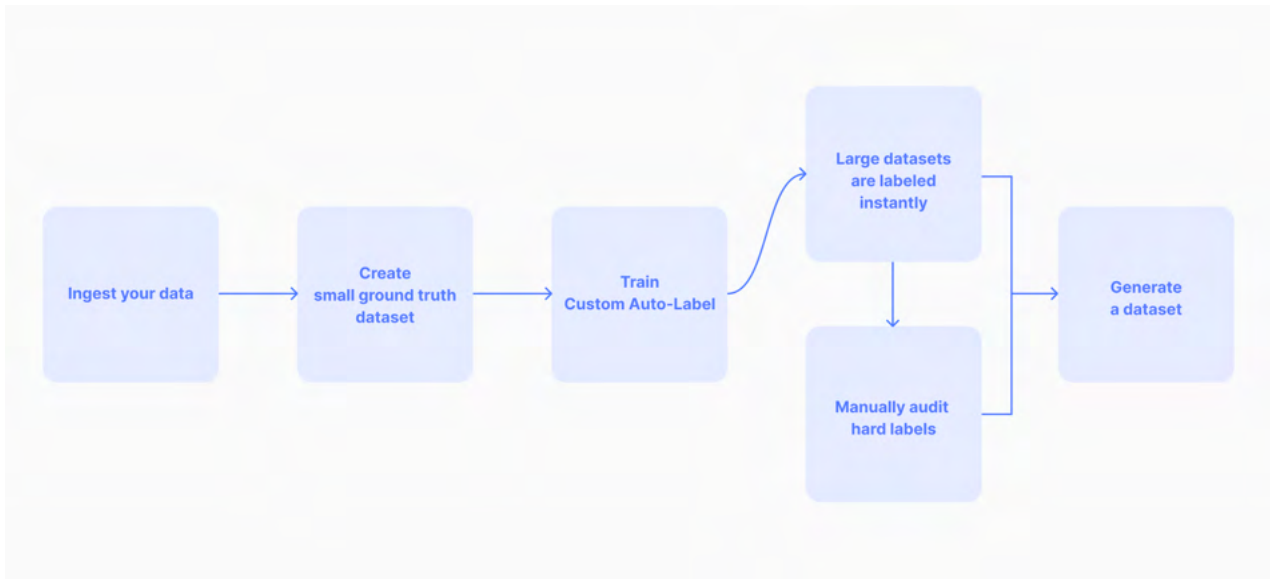 Ingest your data
Create
small ground truth
dataset
Train
Custom Auto-Label
Large datasets
are labeled
instantly
Manually audit
hard labels
Generate
a dataset